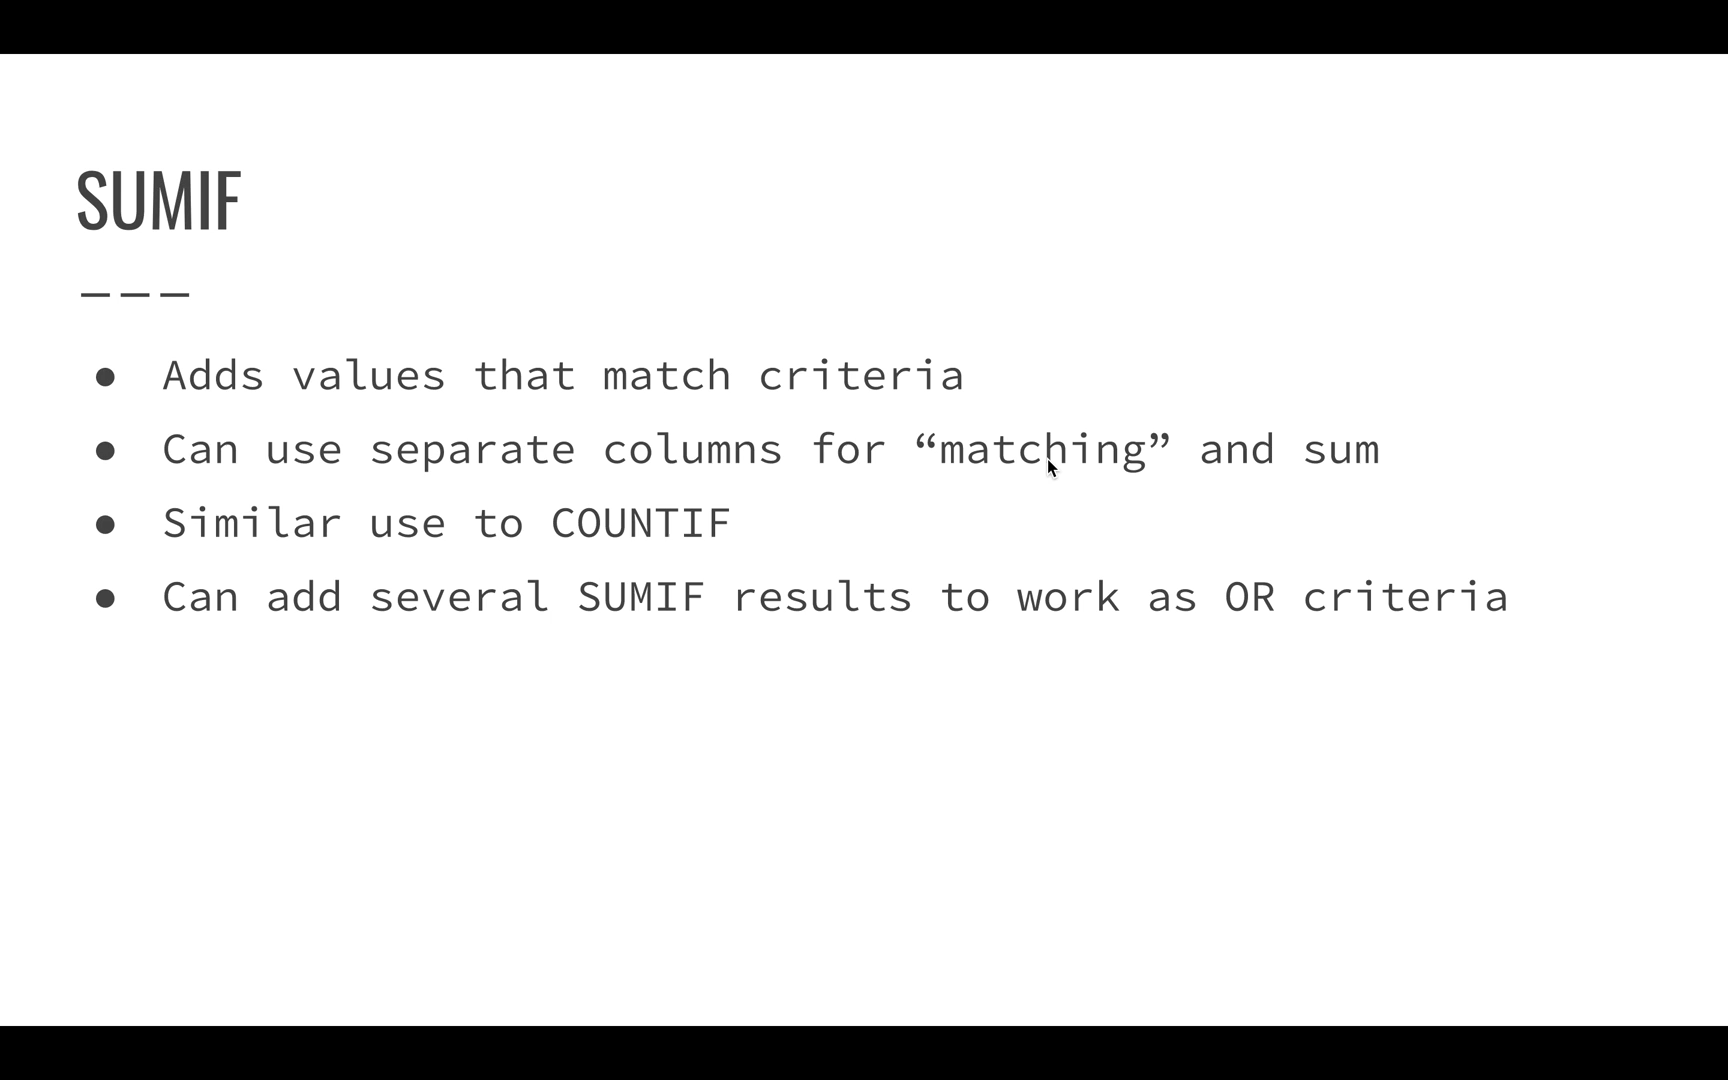 SUMIF
———
● Adds values that match criteria
● Can use separate columns for “matching” and sum
● Similar use to COUNTIF
● Can add several SUMIF results to work as OR criteria